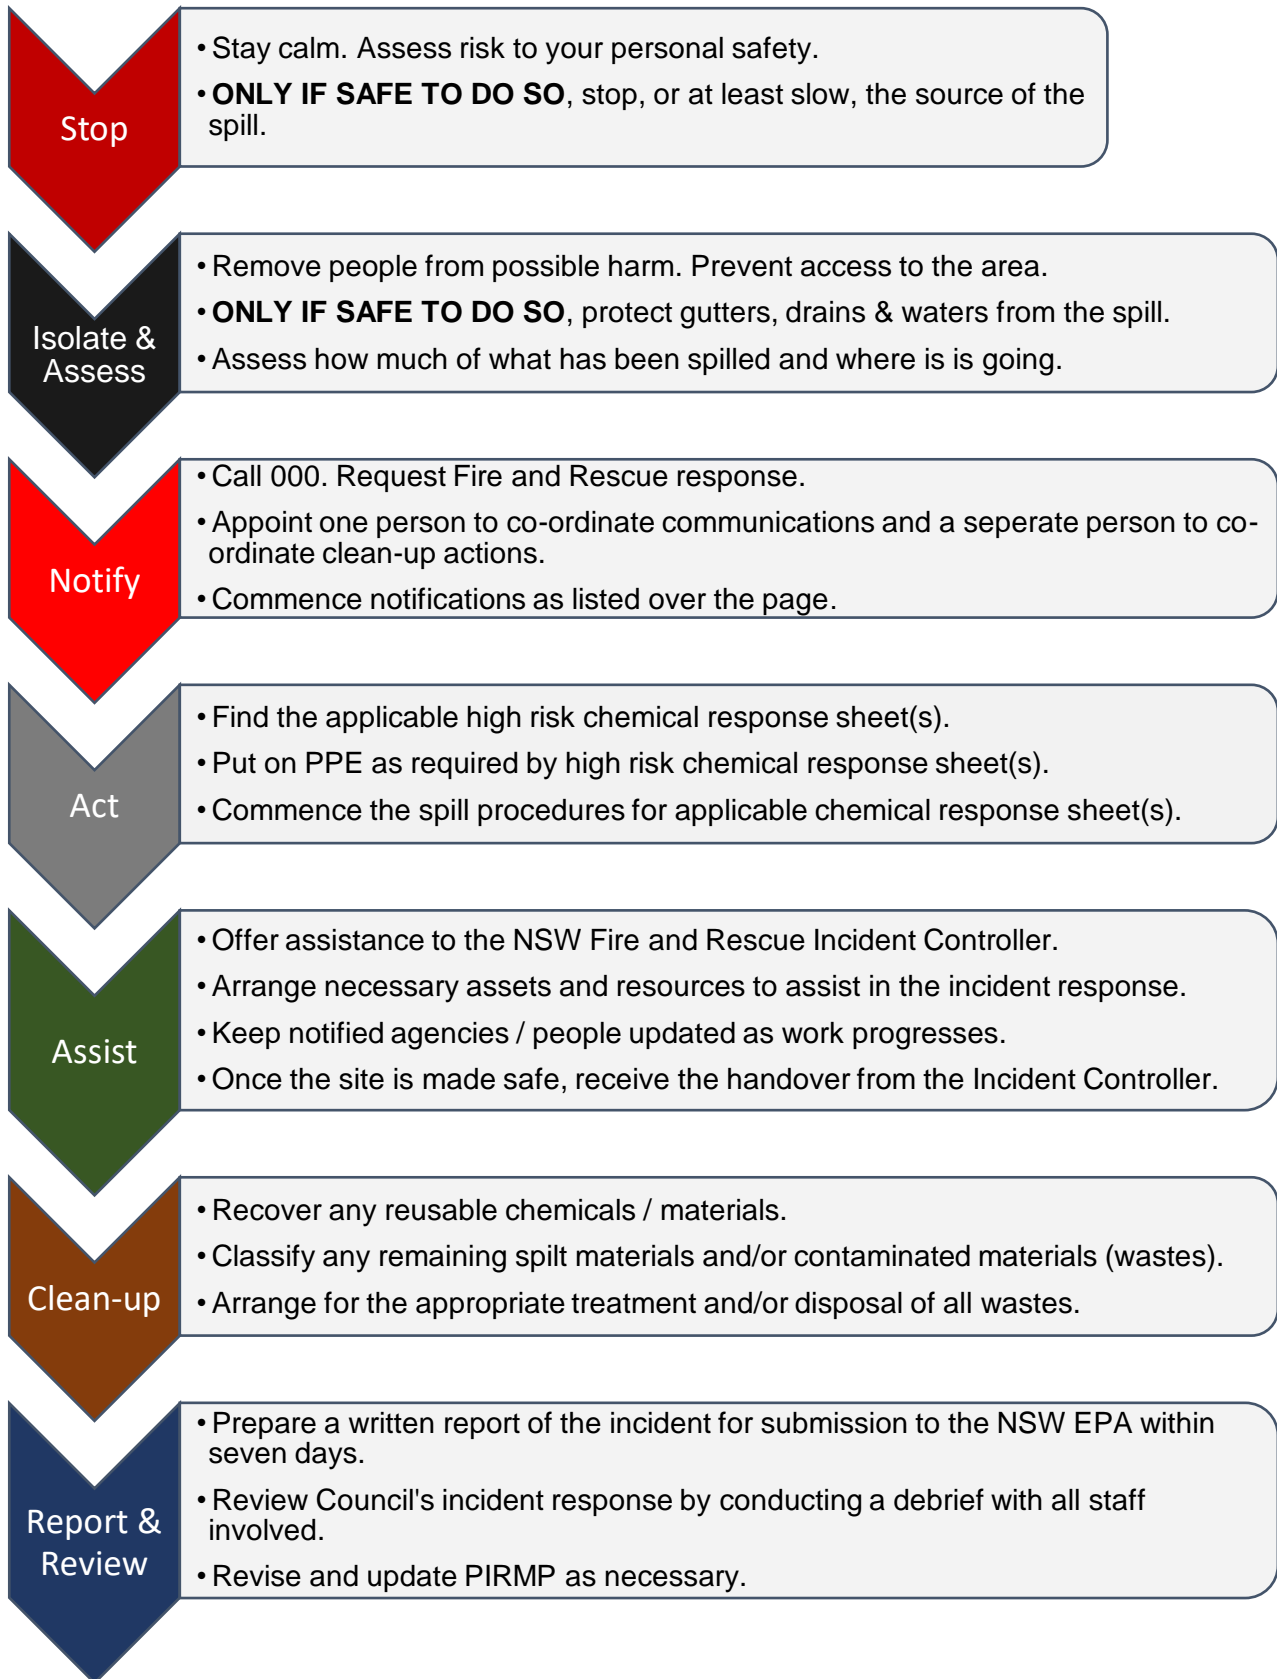 Stop
• Stay calm. Assess risk to your personal safety.
• ONLY IF SAFE TO DO SO, stop, or at least slow, the source of the
spill.
Isolate &
Assess
• Remove people from possible harm. Prevent access to the area.
• ONLY IF SAFE TO DO SO, protect gutters, drains & waters from the spill.
• Assess how much of what has been spilled and where is is going.
Notify
• Call 000. Request Fire and Rescue response.
• Appoint one person to co-ordinate communications and a seperate person to co-
ordinate clean-up actions.
• Commence notifications as listed over the page.
Act
• Find the applicable high risk chemical response sheet(s).
• Put on PPE as required by high risk chemical response sheet(s).
• Commence the spill procedures for applicable chemical response sheet(s).
Assist
• Offer assistance to the NSW Fire and Rescue Incident Controller.
• Arrange necessary assets and resources to assist in the incident response.
• Keep notified agencies / people updated as work progresses.
• Once the site is made safe, receive the handover from the Incident Controller.
Clean-up
• Recover any reusable chemicals / materials.
• Classify any remaining spilt materials and/or contaminated materials (wastes).
• Arrange for the appropriate treatment and/or disposal of all wastes.
Report &
Review
• Prepare a written report of the incident for submission to the NSW EPA within
seven days.
• Review Council's incident response by conducting a debrief with all staff
involved.
• Revise and update PIRMP as necessary.